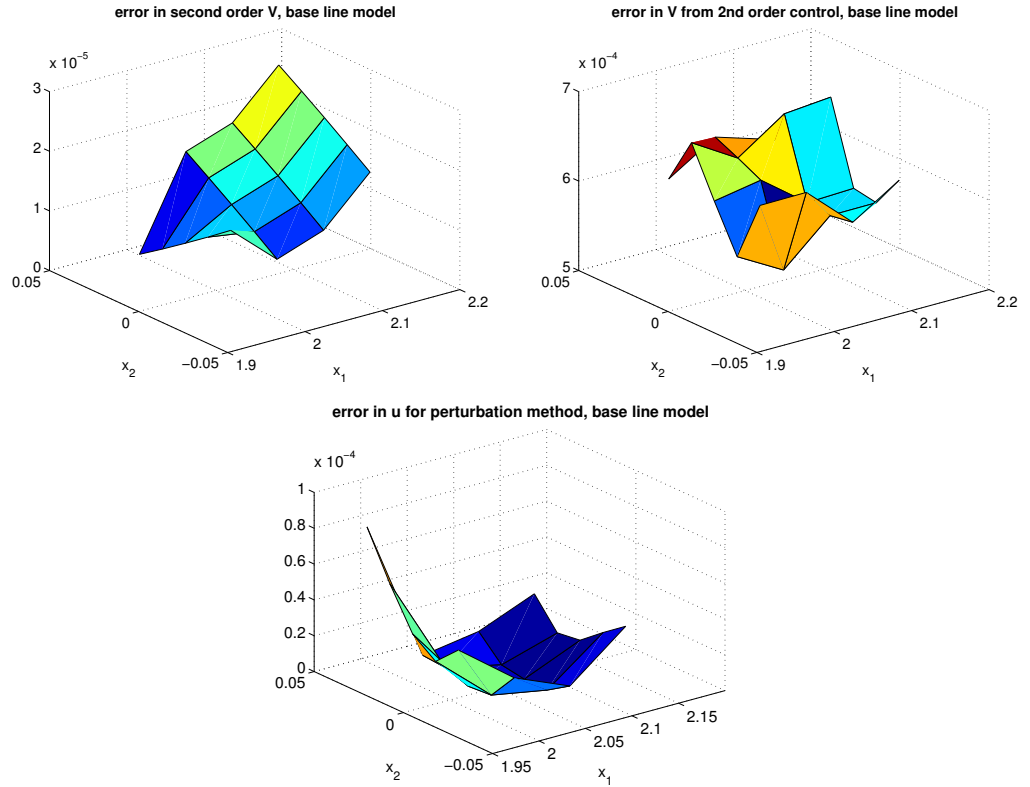 error in second order V, base line model
x 10^−5
3
2
1
0
0.05
0
−0.05
x_2
1.9
2
2.1
2.2
x_1
error in V from 2nd order control, base line model
x 10^−4
7
6
5
0.05
0
−0.05
x_2
1.9
2
2.1
2.2
x_1
error in u for perturbation method, base line model
x 10^−4
1
0.8
0.6
0.4
0.2
0
0.05
0
−0.05
x_2
1.95
2
2.05
2.1
2.15
x_1